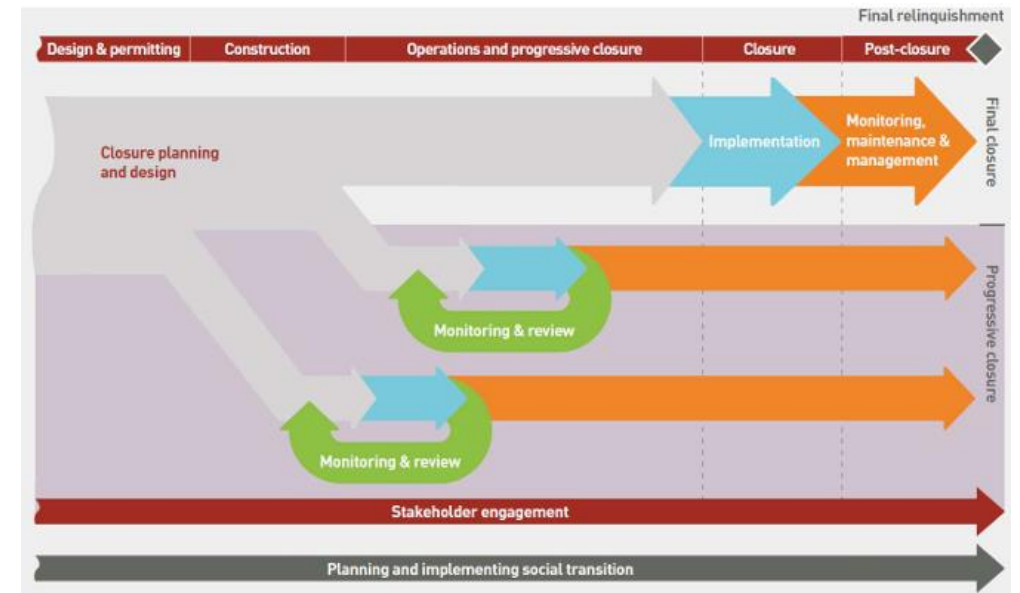 Final relinquishment
Design & permitting
Construction
Operations and progressive closure
Closure
Post-closure
Closure planning
and design
Implementation
Monitoring,
maintenance &
management
Final closure
Monitoring & review
Progressive closure
Monitoring & review
Stakeholder engagement
Planning and implementing social transition